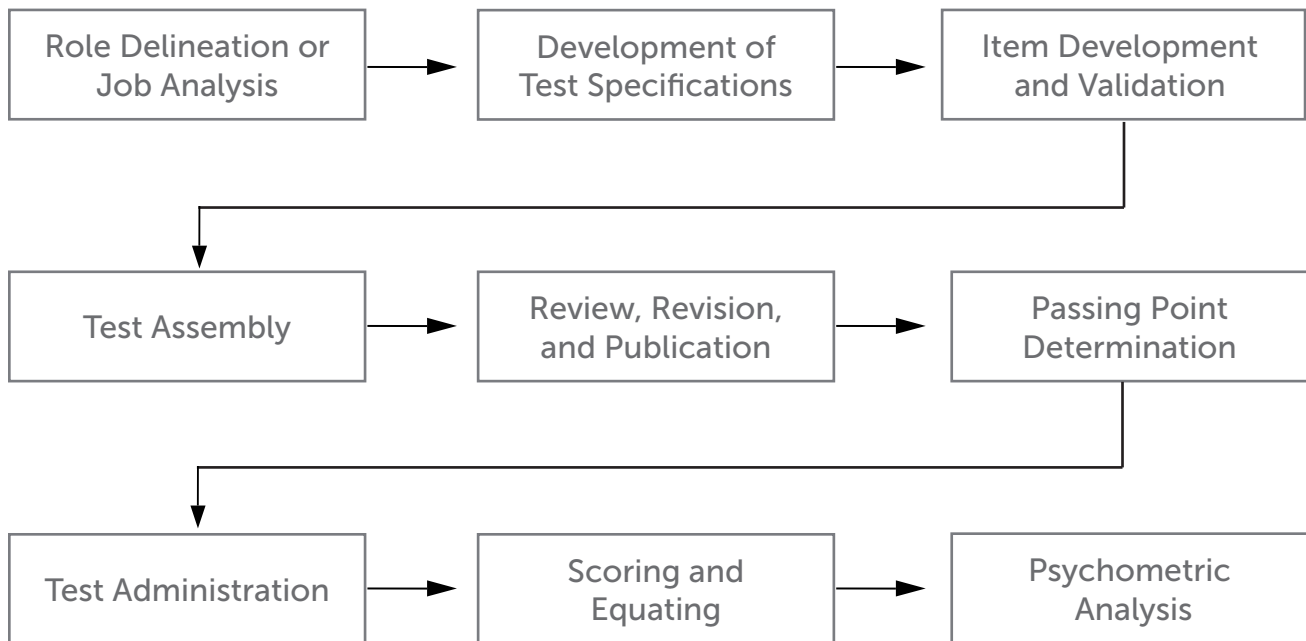 Role Delineation or
Job Analysis
Development of
Test Specifications
Item Development
and Validation
Test Assembly
Review, Revision,
and Publication
Passing Point
Determination
Test Administration
Scoring and
Equating
Psychometric
Analysis